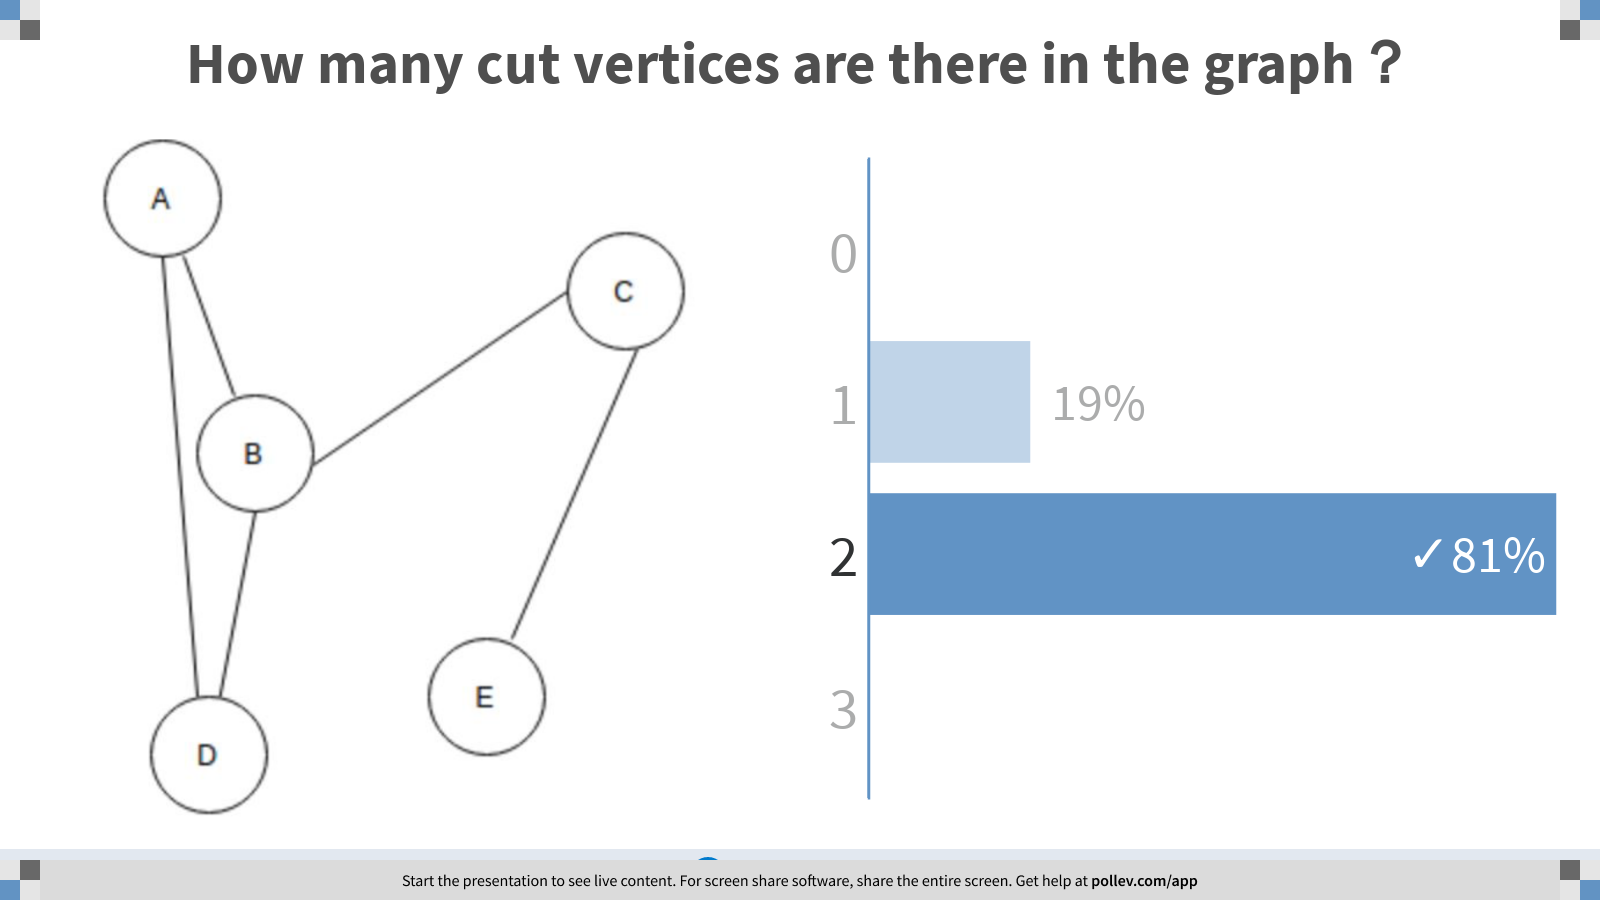 How many cut vertices are there in the graph？
A
C
B
E
D
0
1 19%
2 ✓81%
3
Start the presentation to see live content. For screen share software, share the entire screen. Get help at pollev.com/app